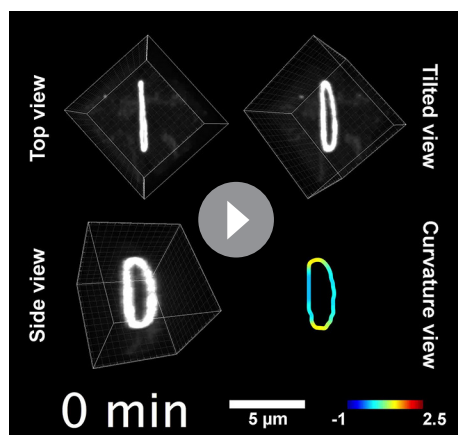 Top view
Tilted view
Side view
Curvature view
0 min
5 µm
-1
2.5